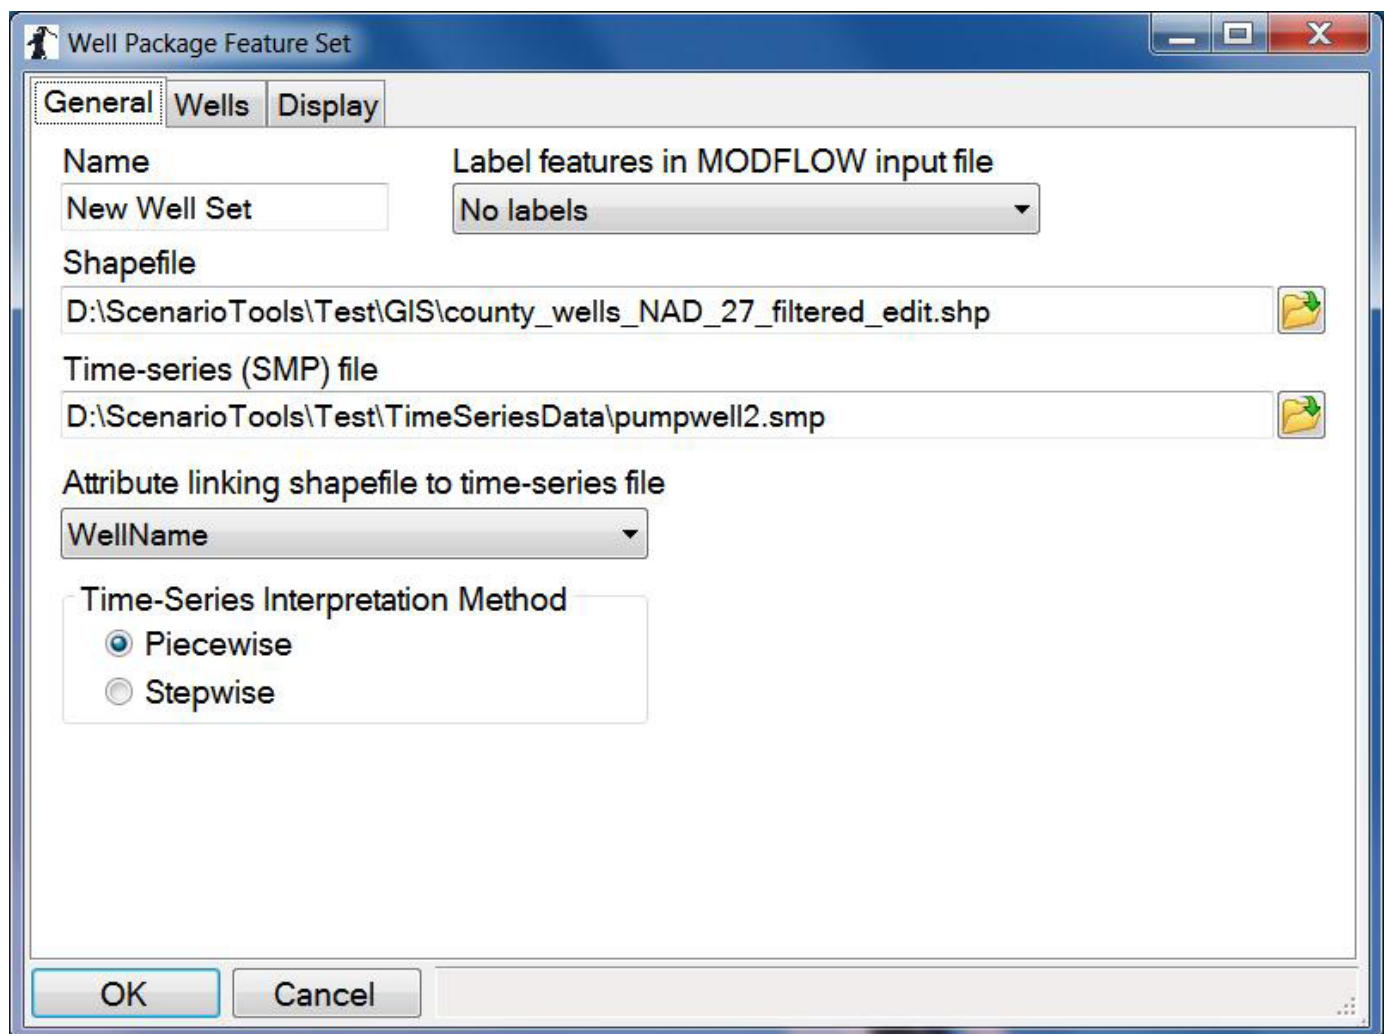 Well Package Feature Set
General Wells Display
Name
Label features in MODFLOW input file
New Well Set
No labels
Shapefile
D:\ScenarioTools\Test\GIS\county_wells_NAD_27_filtered_edit.shp
Time-series (SMP) file
D:\ScenarioTools\Test\TimeSeriesData\pumpwell2.smp
Attribute linking shapefile to time-series file
WellName
Time-Series Interpretation Method
Piecewise
Stepwise
OK
Cancel